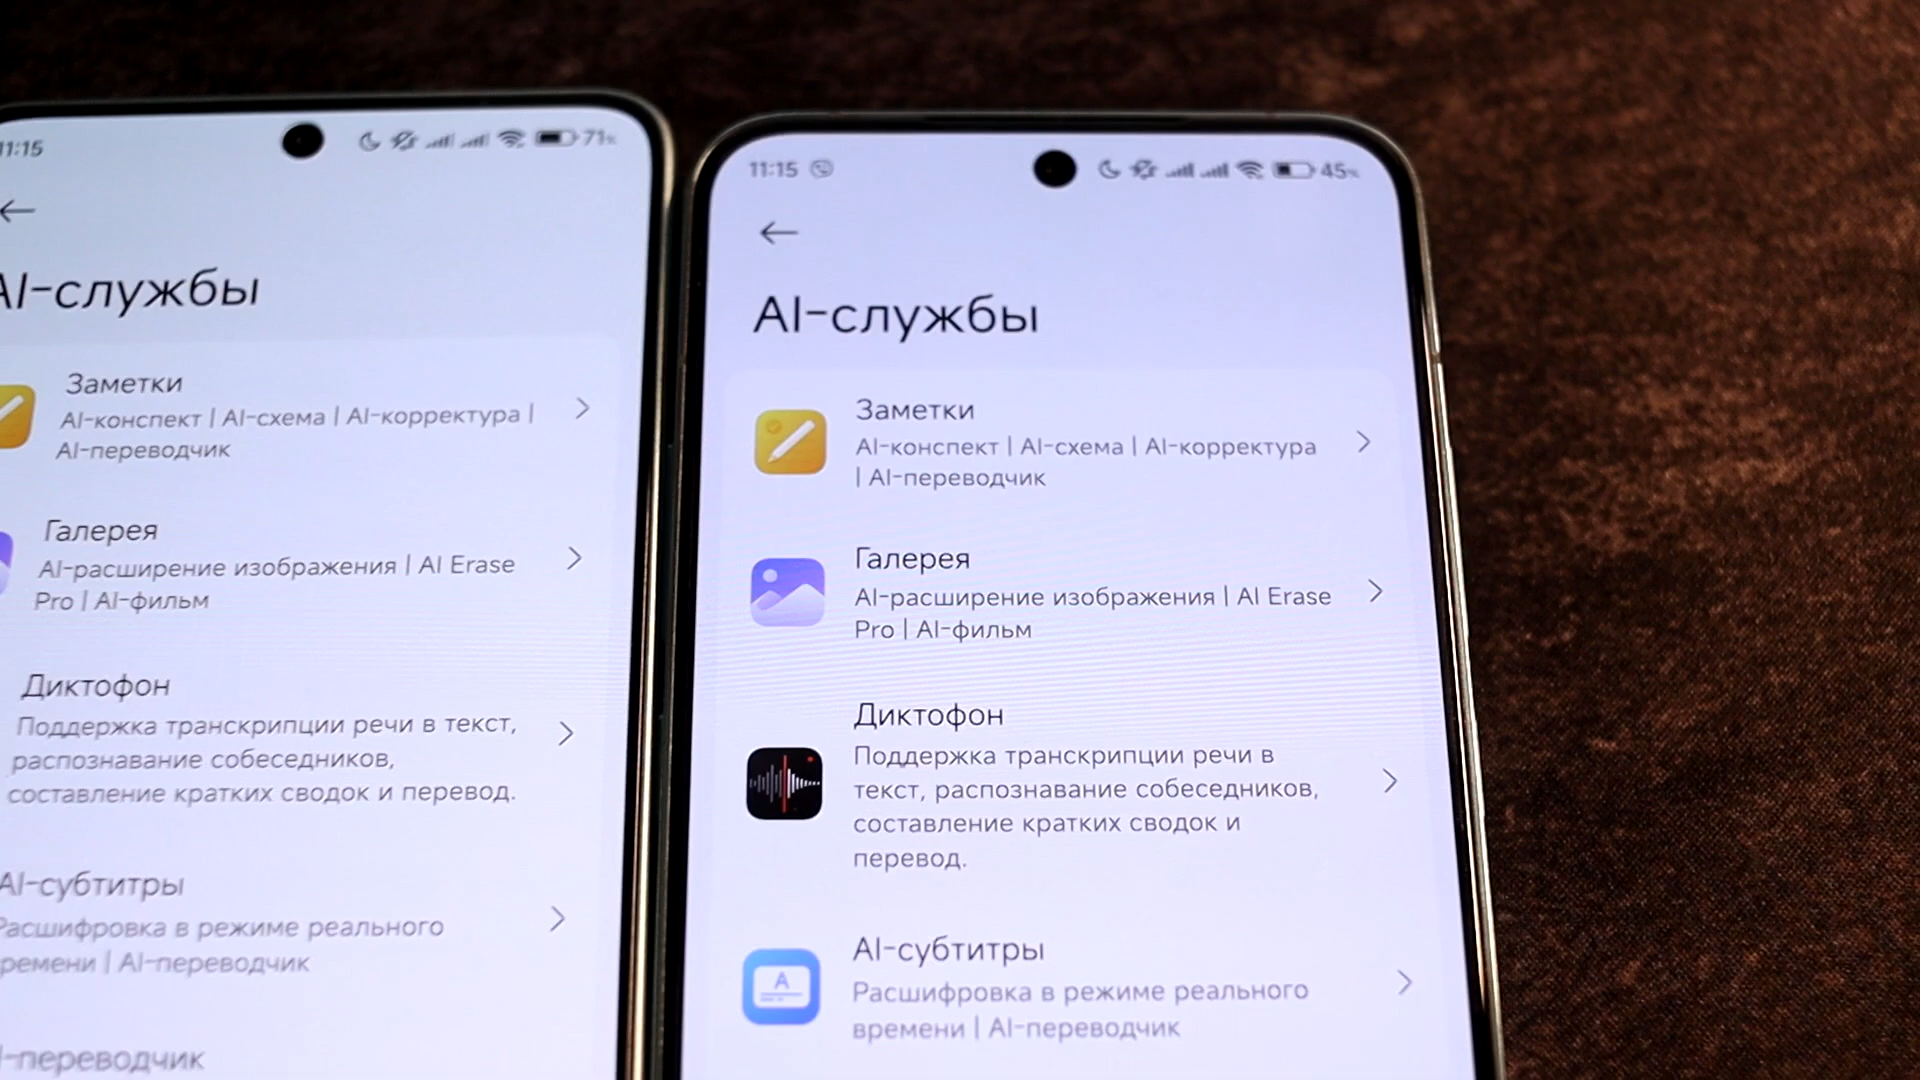 11:15
71%
AI-службы
Заметки
AI-конспект | AI-схема | AI-корректура |
AI-переводчик
Галерея
AI-расширение изображения | AI Erase
Pro | AI-фильм
Диктофон
Поддержка транскрипции речи в текст,
распознавание собеседников,
составление кратких сводок и перевод.
AI-субтитры
Расшифровка в режиме реального
времени | AI-переводчик
-переводчик
11:15
45%
AI-службы
Заметки
AI-конспект | AI-схема | AI-корректура
| AI-переводчик
Галерея
AI-расширение изображения | AI Erase
Pro | AI-фильм
Диктофон
Поддержка транскрипции речи в
текст, распознавание собеседников,
составление кратких сводок и
перевод.
A
AI-субтитры
Расшифровка в режиме реального
времени | AI-переводчик